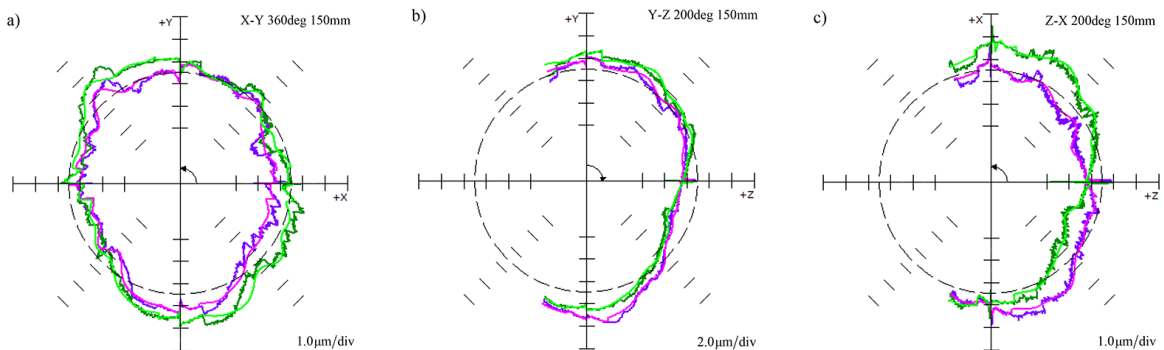 a)
X-Y 360deg 150mm
+Y
+X
1.0µm/div
b)
Y-Z 200deg 150mm
+Y
+Z
2.0µm/div
c)
Z-X 200deg 150mm
+X
+Z
1.0µm/div